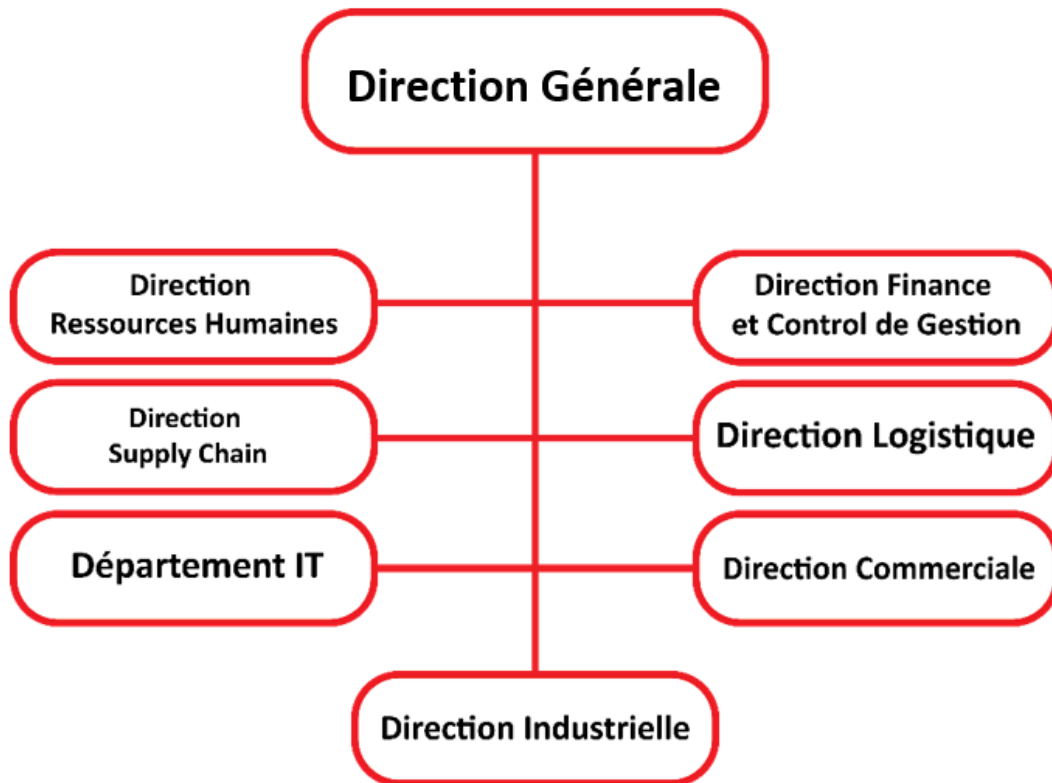 Direction Générale
Direction
Ressources Humaines
Direction Finance
et Control de Gestion
Direction
Supply Chain
Direction Logistique
Département IT
Direction Commerciale
Direction Industrielle